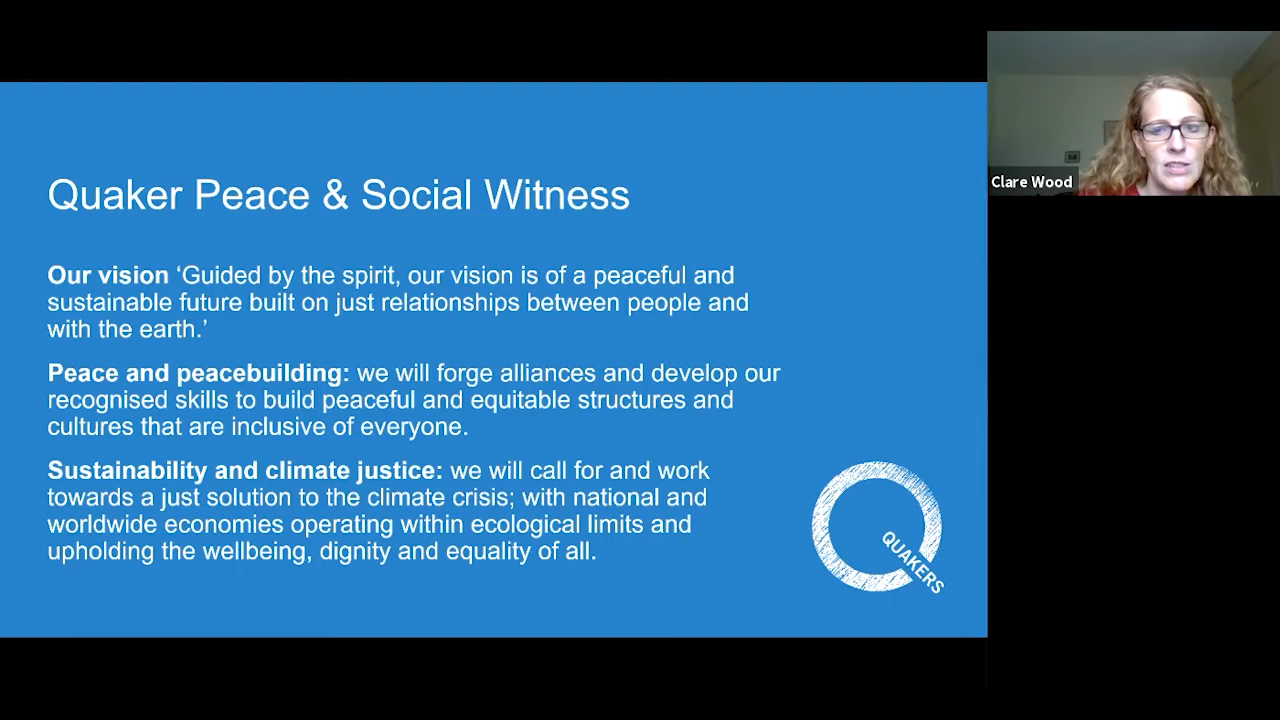 Quaker Peace & Social Witness
Our vision ‘Guided by the spirit, our vision is of a peaceful and
sustainable future built on just relationships between people and
with the earth.’
Peace and peacebuilding: we will forge alliances and develop our
recognised skills to build peaceful and equitable structures and
cultures that are inclusive of everyone.
Sustainability and climate justice: we will call for and work
towards a just solution to the climate crisis; with national and
worldwide economies operating within ecological limits and
upholding the wellbeing, dignity and equality of all.
QUAKERS
Clare Wood